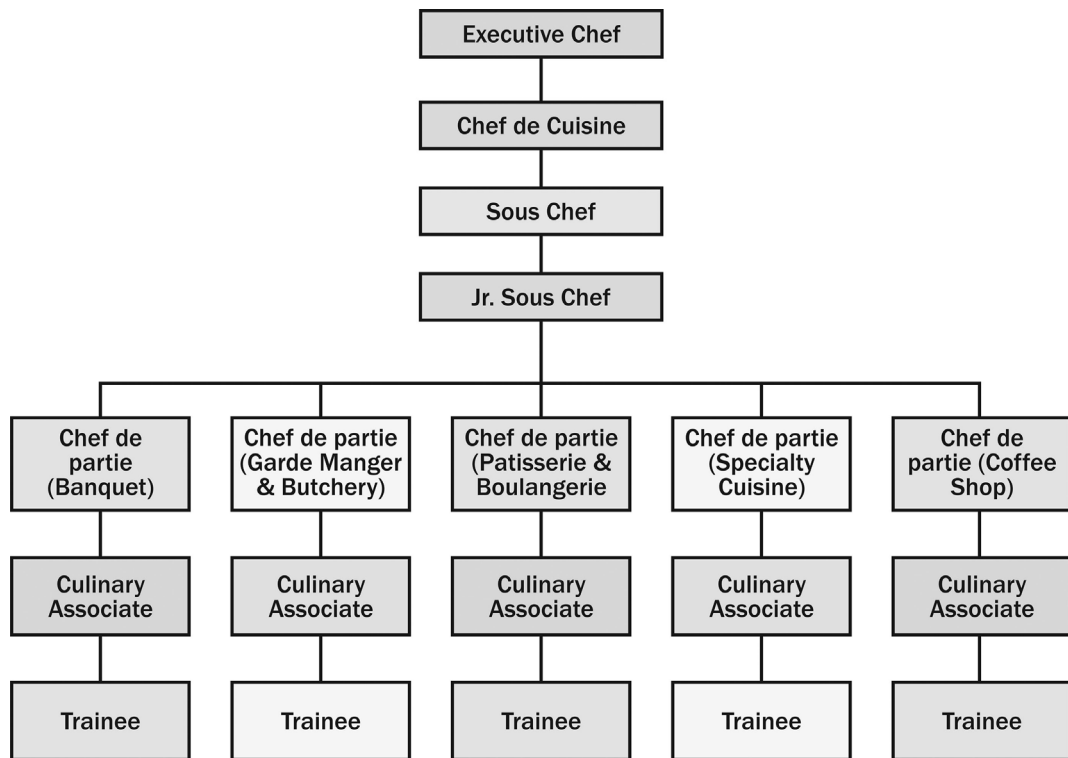 Executive Chef
Chef de Cuisine
Sous Chef
Jr. Sous Chef
Chef de
partie
(Banquet)
Chef de partie
(Garde Manger
& Butchery)
Chef de partie
(Patisserie &
Boulangerie
Chef de partie
(Specialty
Cuisine)
Chef de
partie (Coffee
Shop)
Culinary
Associate
Culinary
Associate
Culinary
Associate
Culinary
Associate
Culinary
Associate
Trainee
Trainee
Trainee
Trainee
Trainee